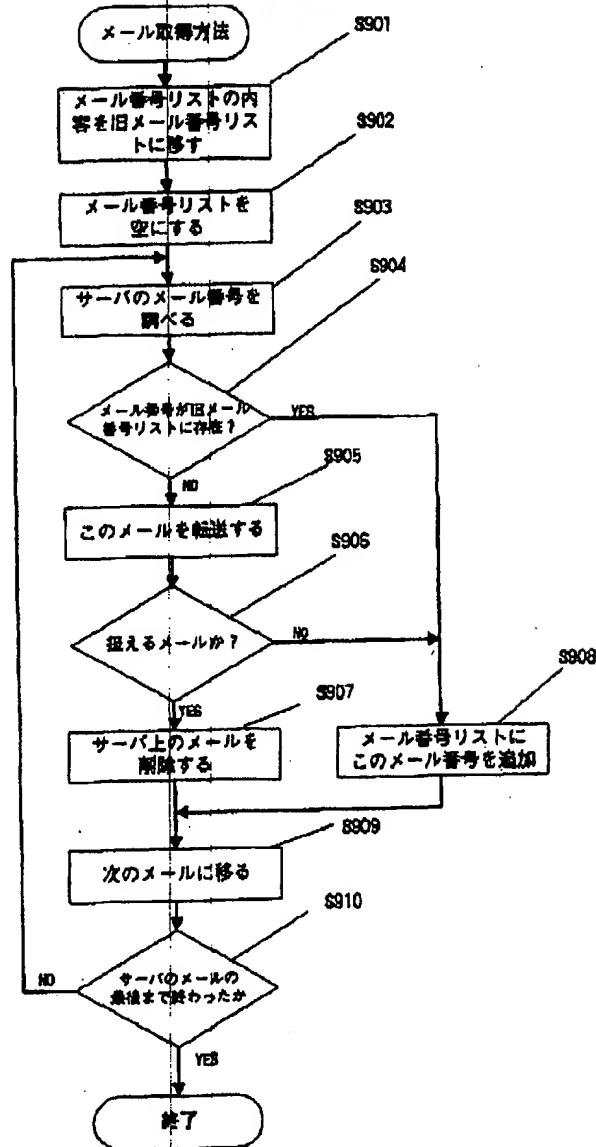 メール取得方法
S901
メール番号リストの内
容を旧メール番号リス
トに移す
S902
メール番号リストを
空にする
S903
サーバのメール番号を
調べる
S904
メール番号が旧メール
番号リストに存在？
YES
NO
S905
このメールを転送する
S906
扱えるメールか？
NO
YES
S907
サーバ上のメールを
削除する
S908
メール番号リストに
このメール番号を追加
S909
次のメールに移る
S910
サーバのメールの
最後まで終わったか
NO
YES
終了